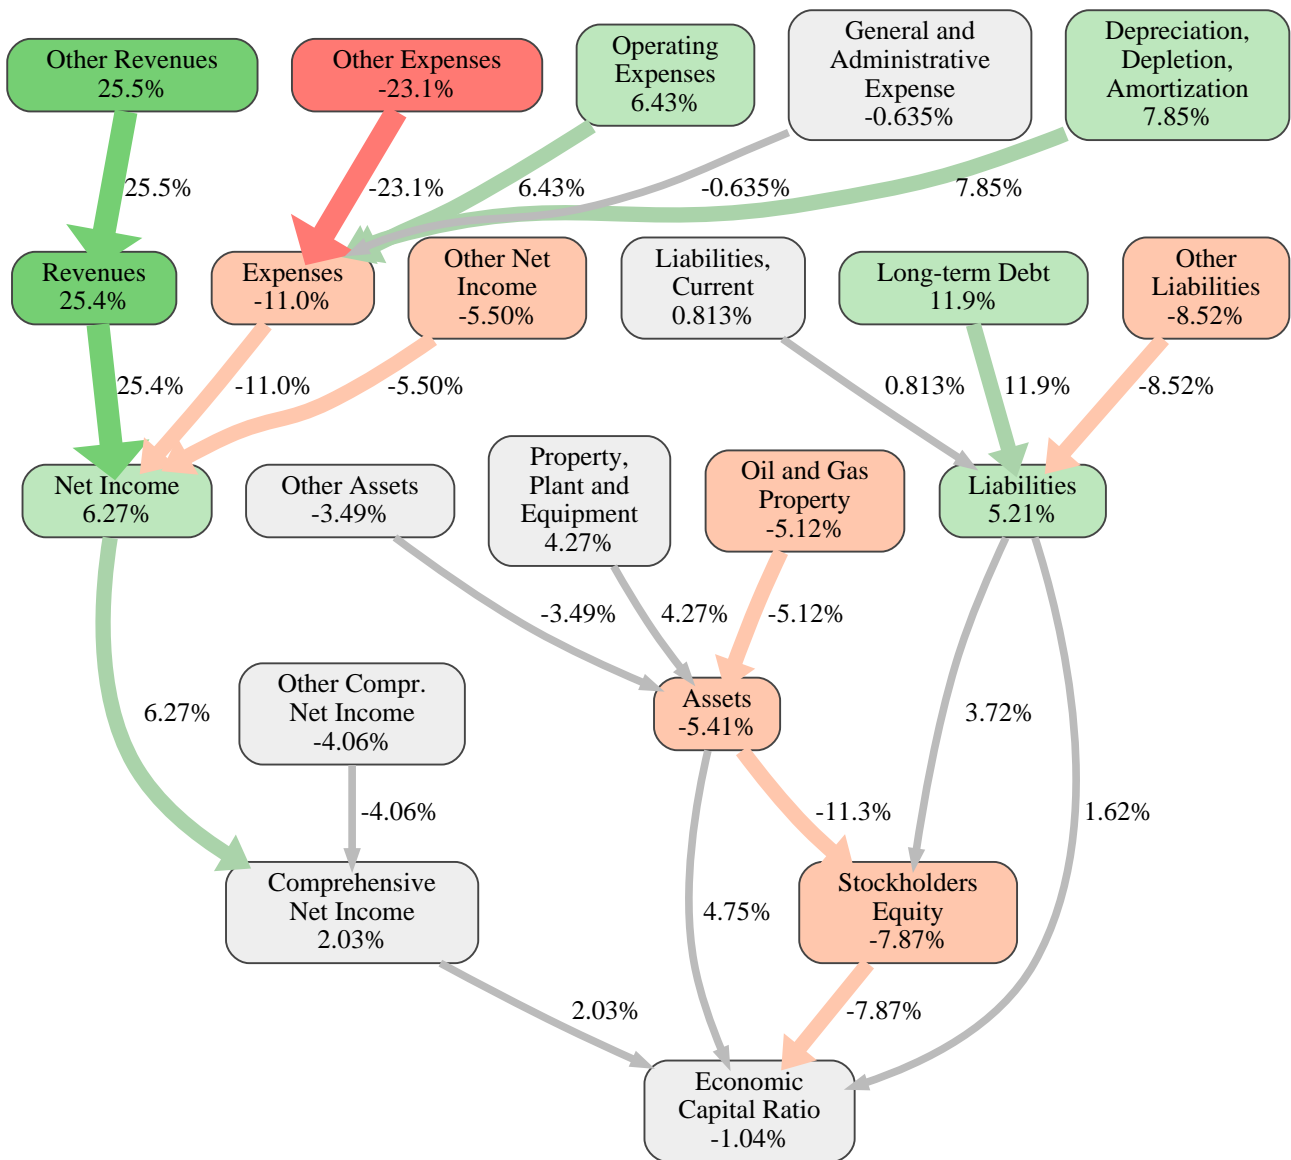 Other Revenues
25.5%
Other Expenses
-23.1%
Operating
Expenses
6.43%
General and
Administrative
Expense
-0.635%
Depreciation,
Depletion,
Amortization
7.85%
25.5%
-23.1%
6.43%
-0.635%
7.85%
Revenues
25.4%
Expenses
-11.0%
Other Net
Income
-5.50%
Liabilities,
Current
0.813%
Long-term Debt
11.9%
Other
Liabilities
-8.52%
25.4%
-11.0%
-5.50%
0.813%
11.9%
-8.52%
Net Income
6.27%
Other Assets
-3.49%
Property,
Plant and
Equipment
4.27%
Oil and Gas
Property
-5.12%
Liabilities
5.21%
-3.49%
4.27%
-5.12%
6.27%
Other Compr.
Net Income
-4.06%
Assets
-5.41%
3.72%
-4.06%
-11.3%
1.62%
Comprehensive
Net Income
2.03%
4.75%
Stockholders
Equity
-7.87%
2.03%
-7.87%
Economic
Capital Ratio
-1.04%